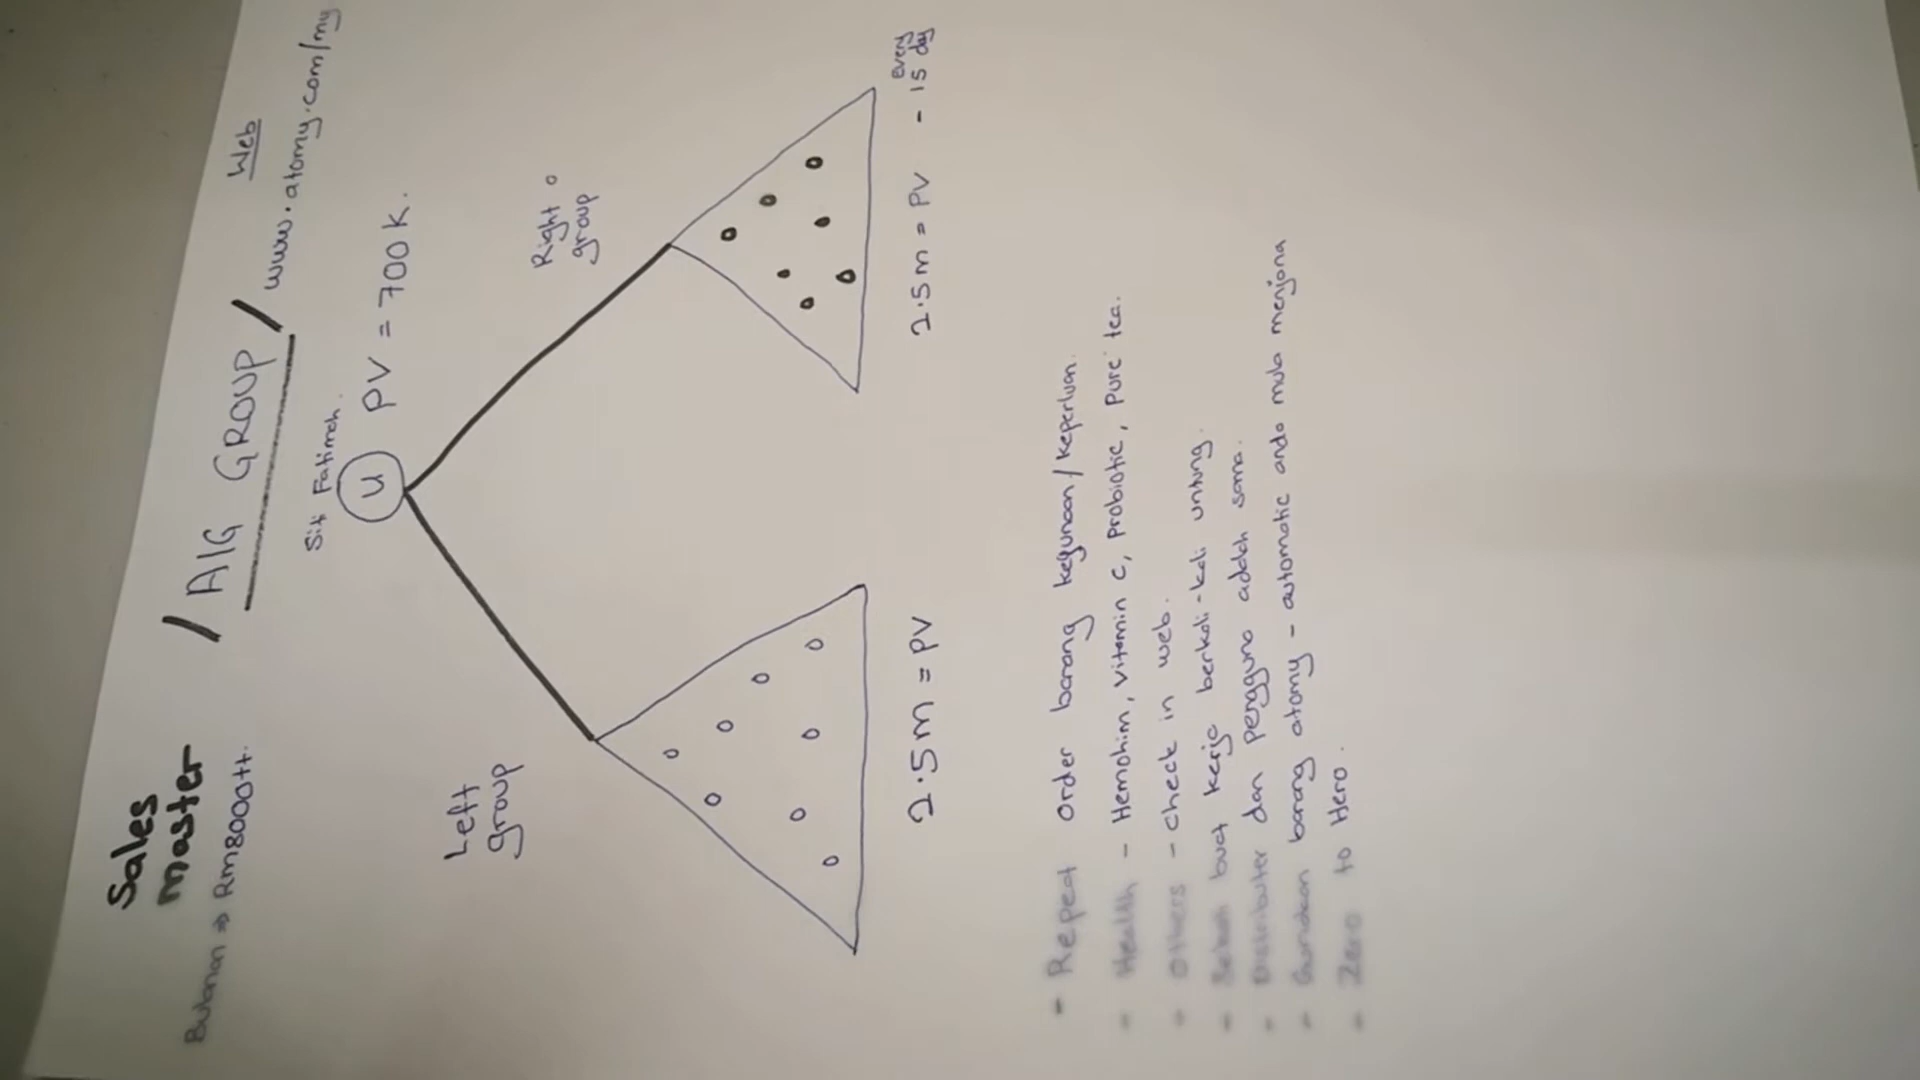 Sales
master
Bulanan ⇒ Rm8000++.
/ AIG GROUP /
Web
www.atomy.com/my
Siti Fatimah.
U
PV = 700K.
Left
group
Right
group
2.5m = PV
2.5m = PV - 15 day
every
- Repeat Order barang kegunaan/keperluan.
- Health - Hemohim, vitamin c, probiotic, pure tea.
- Others - check in web.
- Sekali buat kerja berkali-kali untung.
- Distributer dan pengguna adalah sama.
- Gunakan barang atomy - automatic anda mula menjana
- Zero to Hero.